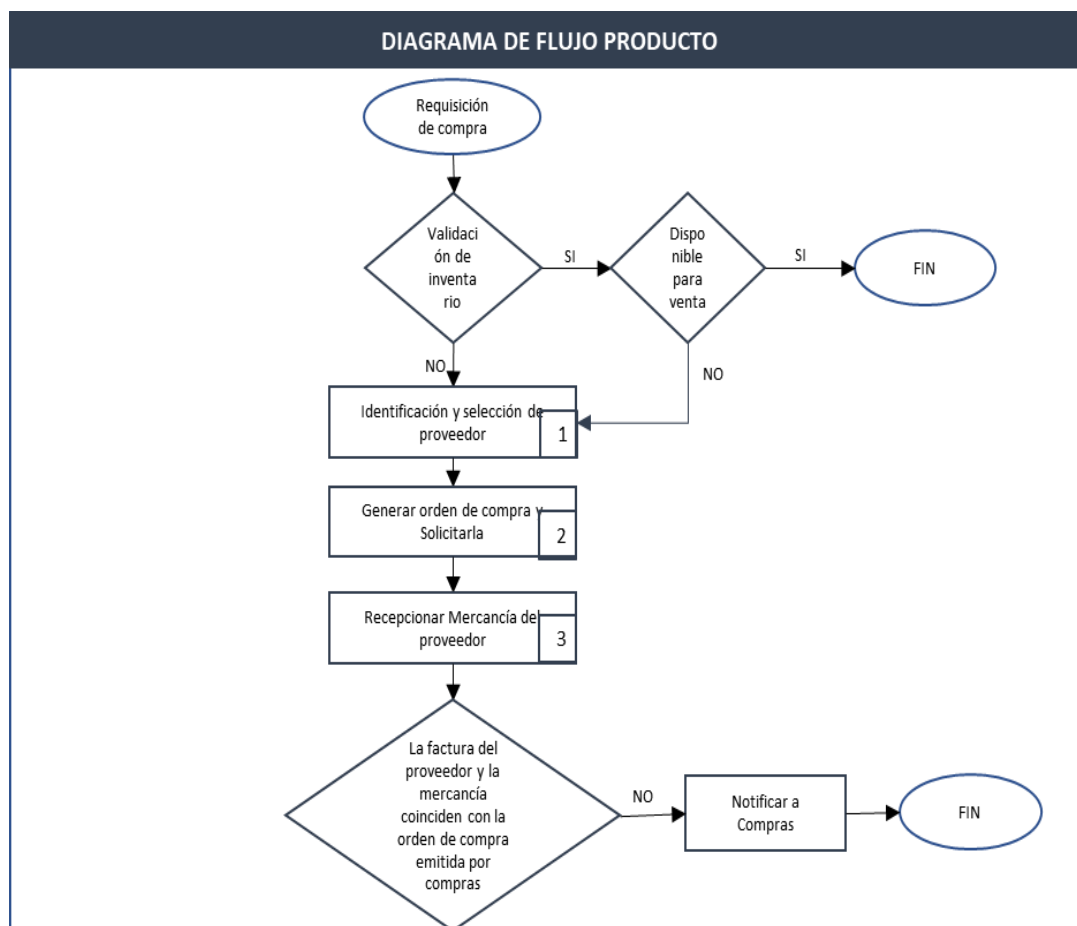 DIAGRAMA DE FLUJO PRODUCTO
Requisición
de compra
Validaci
ón de
inventa
rio
SI
Dispo
nible
para
venta
SI
FIN
NO
NO
Identificación y selección de
proveedor
1
Generar orden de compra y
Solicitarla
2
Recepcionar Mercancía del
proveedor
3
La factura del
proveedor y la
mercancía
coinciden con la
orden de compra
emitida por
compras
NO
Notificar a
Compras
FIN